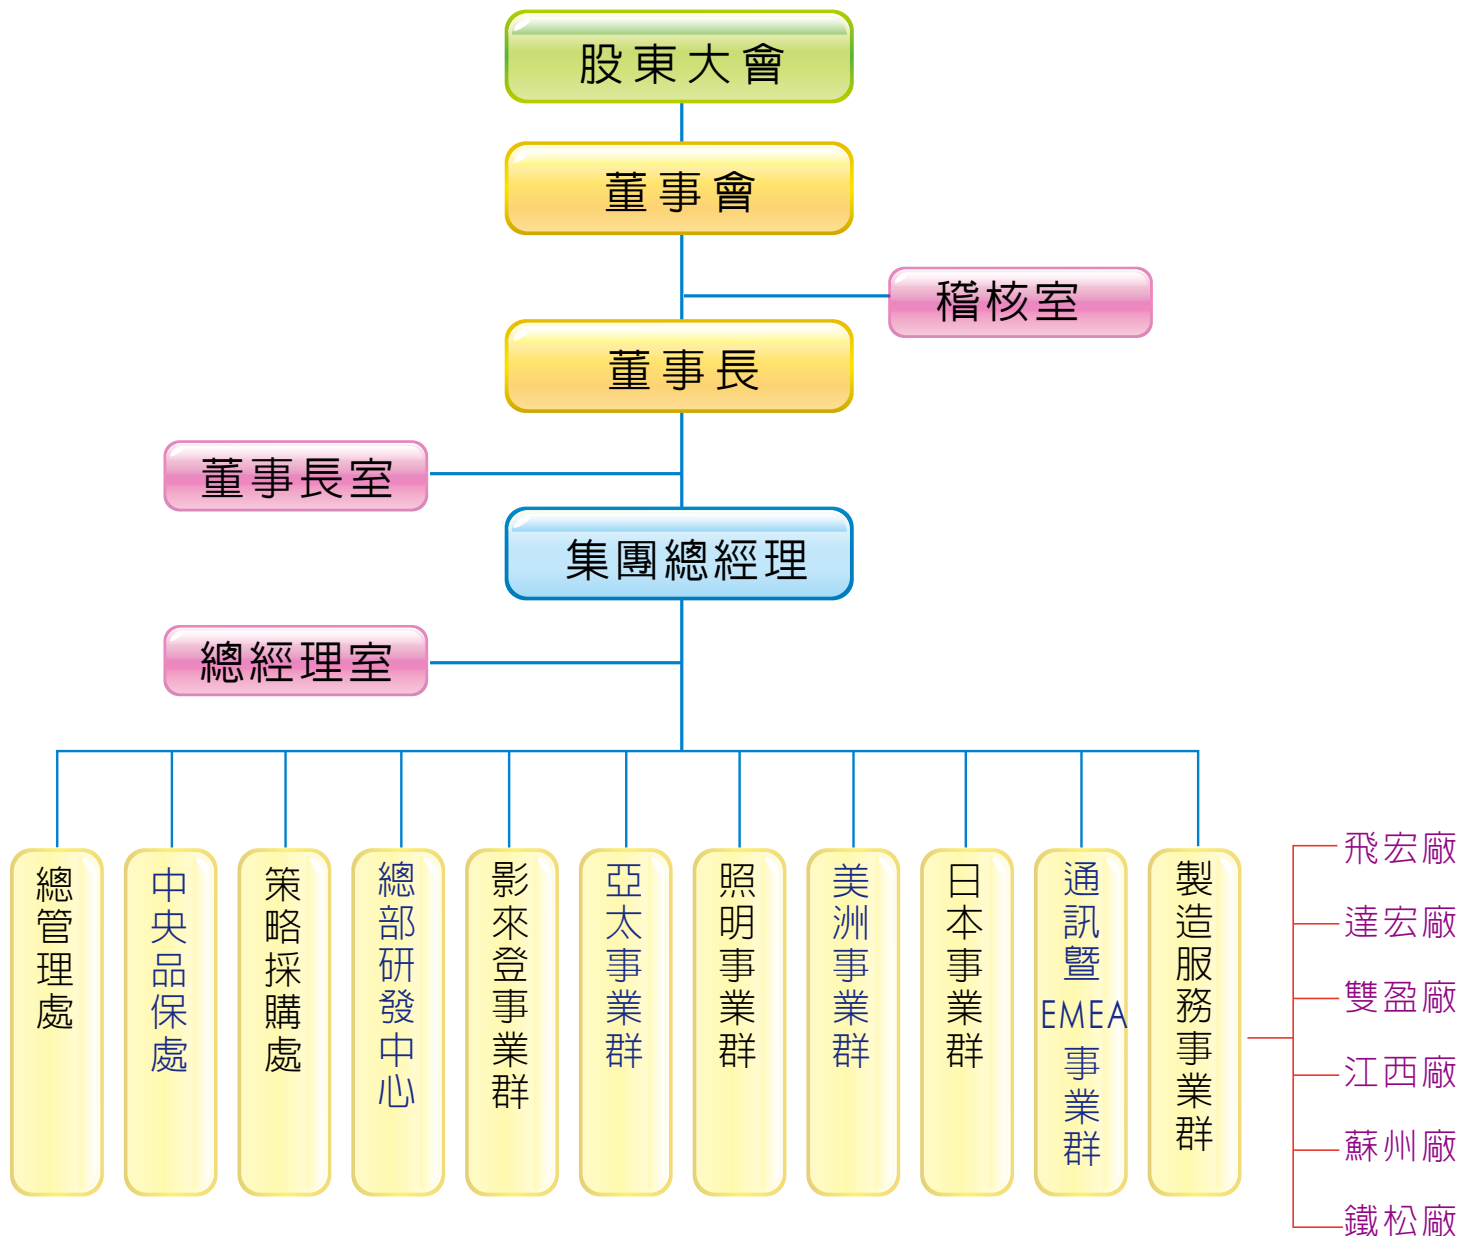 股東大會
董事會
稽核室
董事長
董事長室
集團總經理
總經理室
總管理處
中央品保處
策略採購處
總部研發中心
影來登事業群
亞太事業群
照明事業群
美洲事業群
日本事業群
通訊暨EMEA事業群
製造服務事業群
飛宏廠
達宏廠
雙盈廠
江西廠
蘇州廠
鐵松廠